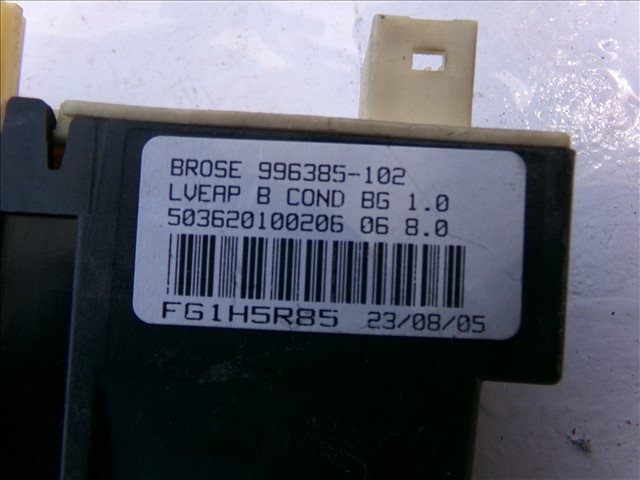 BROSE 996385-102
LVEAP B COND BG 1.0
503620100206 06 8.0
FG1H5R85 23/08/05